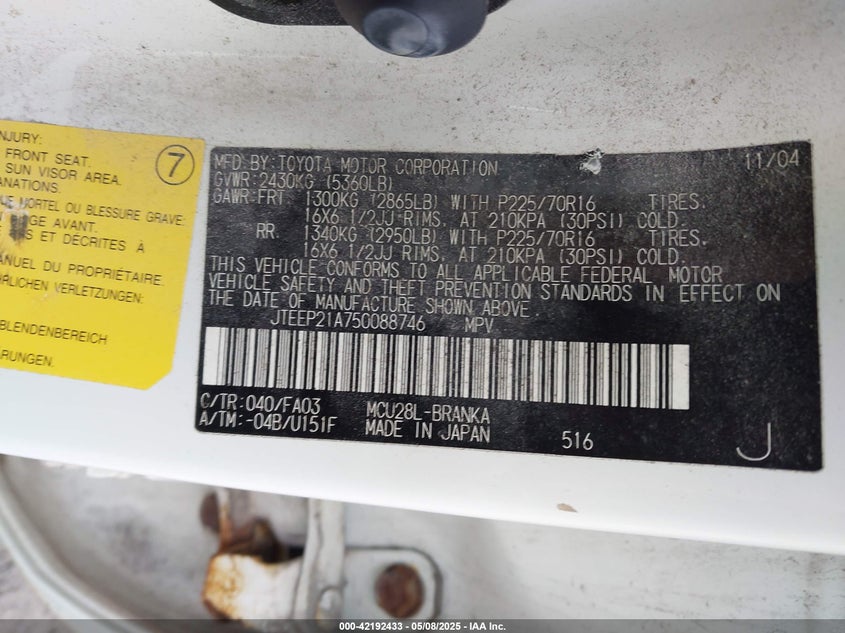 NJURY:
FRONT SEAT.
SUN VISOR AREA.
ANATIONS.
7
MORTEL OU BLESSURE GRAVE:
AVANT.
S ET DÉCRITES À
ANUEL DU PROPRIÉTAIRE.
RLICHEN VERLETZUNGEN:
BLENDENBEREICH
ÄRUNGEN.
MFD BY:TOYOTA MOTOR CORPORATION 11/04
GVWR:2430KG (5360LB)
GAWR:FRT 1300KG (2865LB) WITH P225/70R16 TIRES.
16X6 1/2JJ RIMS, AT 210KPA (30PSI) COLD.
RR 1340KG (2950LB) WITH P225/70R16 TIRES.
16X6 1/2JJ RIMS, AT 210KPA (30PSI) COLD.
THIS VEHICLE CONFORMS TO ALL APPLICABLE FEDERAL MOTOR
VEHICLE SAFETY AND THEFT PREVENTION STANDARDS IN EFFECT ON
THE DATE OF MANUFACTURE SHOWN ABOVE.
JTEEP21A750088746 MPV
C/TR:040/FA03 MCU28L-BRANKA
A/TM:-04B/U151F MADE IN JAPAN 516 J
000-42192433 - 05/08/2025 - IAA Inc.